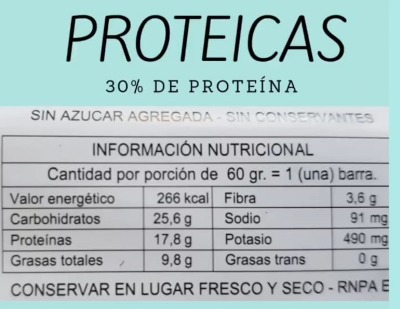 PROTEICAS
30% DE PROTEÍNA
SIN AZUCAR AGREGADA - SIN CONSERVANTES
INFORMACIÓN NUTRICIONAL
Cantidad por porción de 60 gr. = 1 (una) barra.
Valor energético 266 kcal Fibra 3,6 g
Carbohidratos 25,6 g Sodio 91 mg
Proteínas 17,8 g Potasio 490 mg
Grasas totales 9,8 g Grasas trans 0 g
CONSERVAR EN LUGAR FRESCO Y SECO - RNPA E